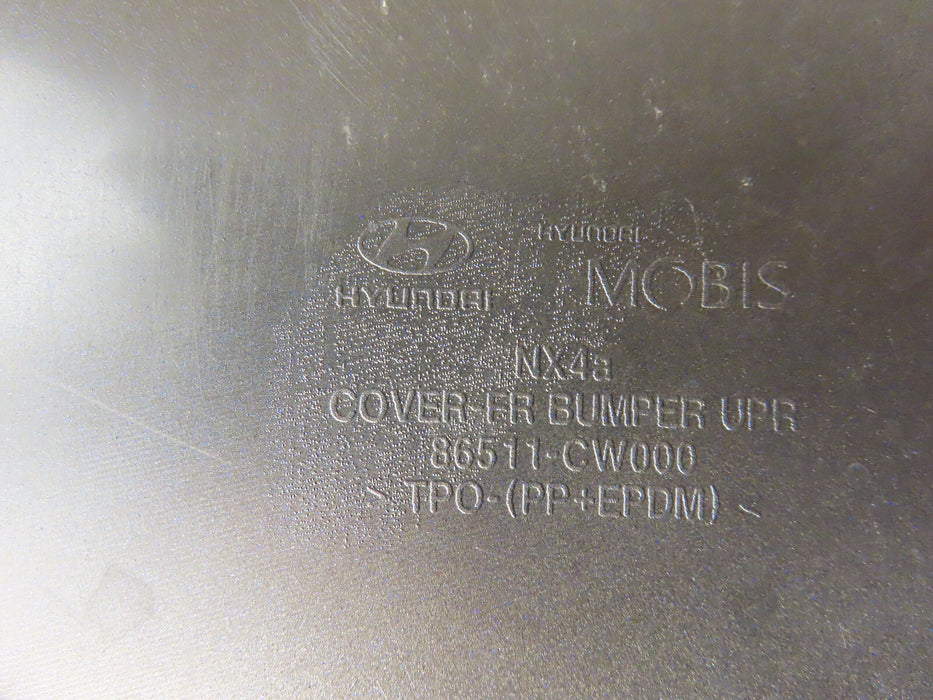 HYUNDAI
HYUNDAI
MOBIS
NX4a
COVER-FR BUMPER UPR
86511-CW000
> TPO-(PP+EPDM) <